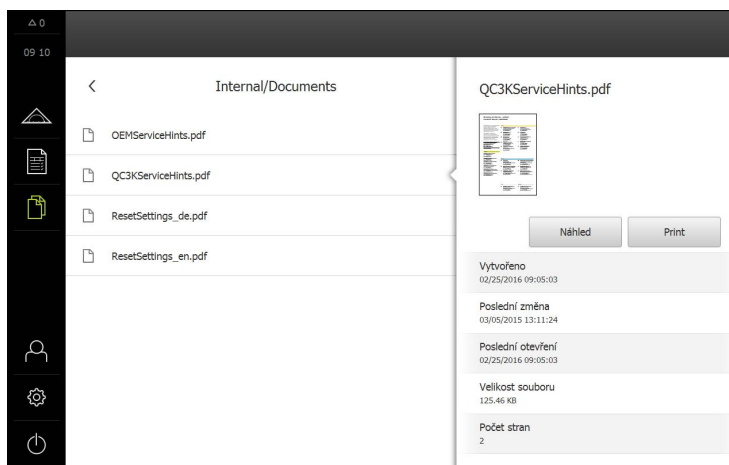 0
09 10
Internal/Documents
OEMServiceHints.pdf
QC3KServiceHints.pdf
ResetSettings_de.pdf
ResetSettings_en.pdf
QC3KServiceHints.pdf
Náhled
Print
Vytvořeno
02/25/2016 09:05:03
Poslední změna
03/05/2015 13:11:24
Poslední otevření
02/25/2016 09:05:03
Velikost souboru
125.46 KB
Počet stran
2